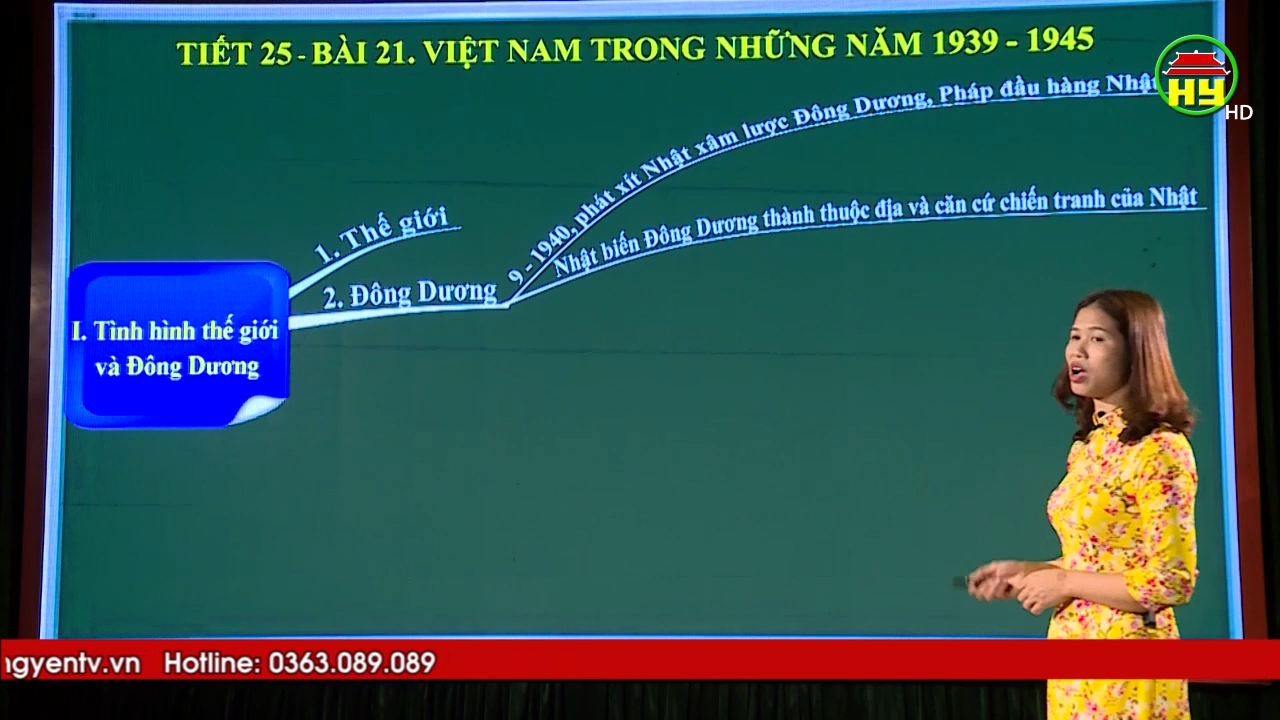 TIẾT 25 - BÀI 21. VIỆT NAM TRONG NHỮNG NĂM 1939 - 1945
HY
HD
9 - 1940, phát xít Nhật xâm lược Đông Dương, Pháp đầu hàng Nhật
Nhật biến Đông Dương thành thuộc địa và căn cứ chiến tranh của Nhật
1. Thế giới
2. Đông Dương
I. Tình hình thế giới
và Đông Dương
ngyentv.vn Hotline: 0363.089.089